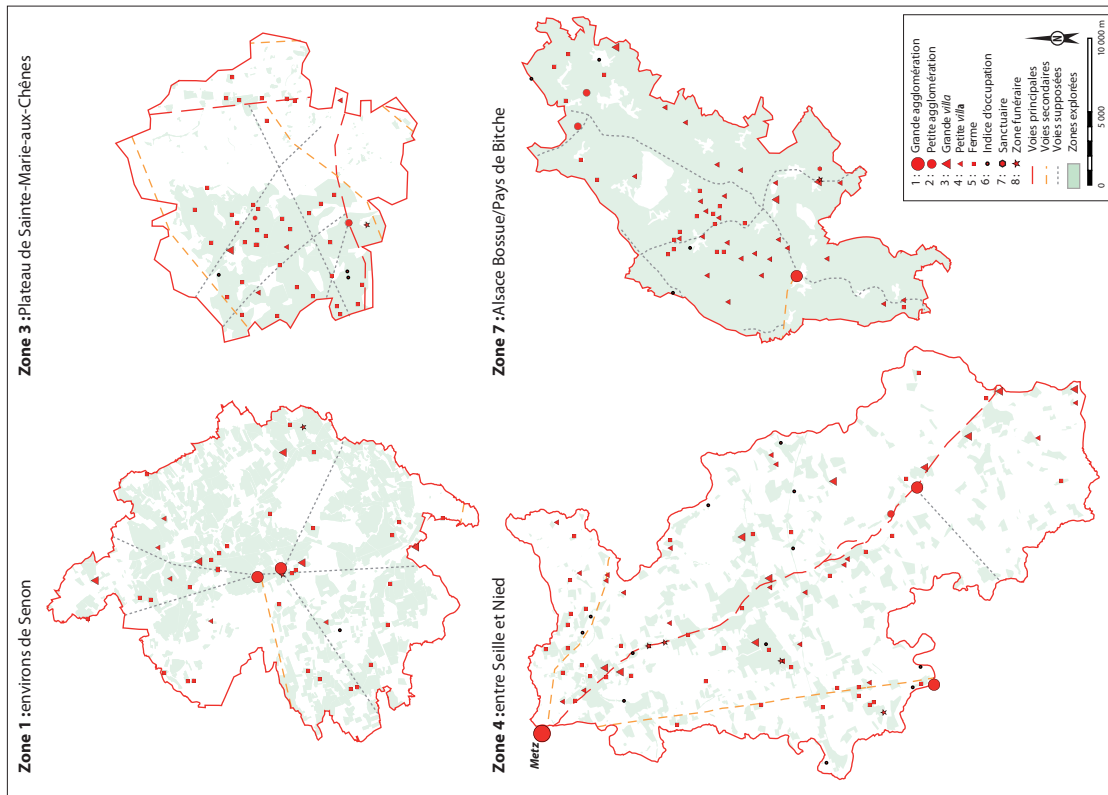 Zone 1 : environs de Senon
Zone 3 : Plateau de Sainte-Marie-aux-Chênes
Zone 4 : entre Seille et Nied
Metz
Zone 7 : Alsace Bossue/Pays de Bitche
1 : Grande agglomération
2 : Petite agglomération
3 : Grande villa
4 : Petite villa
5 : Ferme
6 : Indice d'occupation
7 : Sanctuaire
8 : Zone funéraire
Voies principales
Voies secondaires
Voies supposées
Zones explorées
N
0 5 000 10 000 m